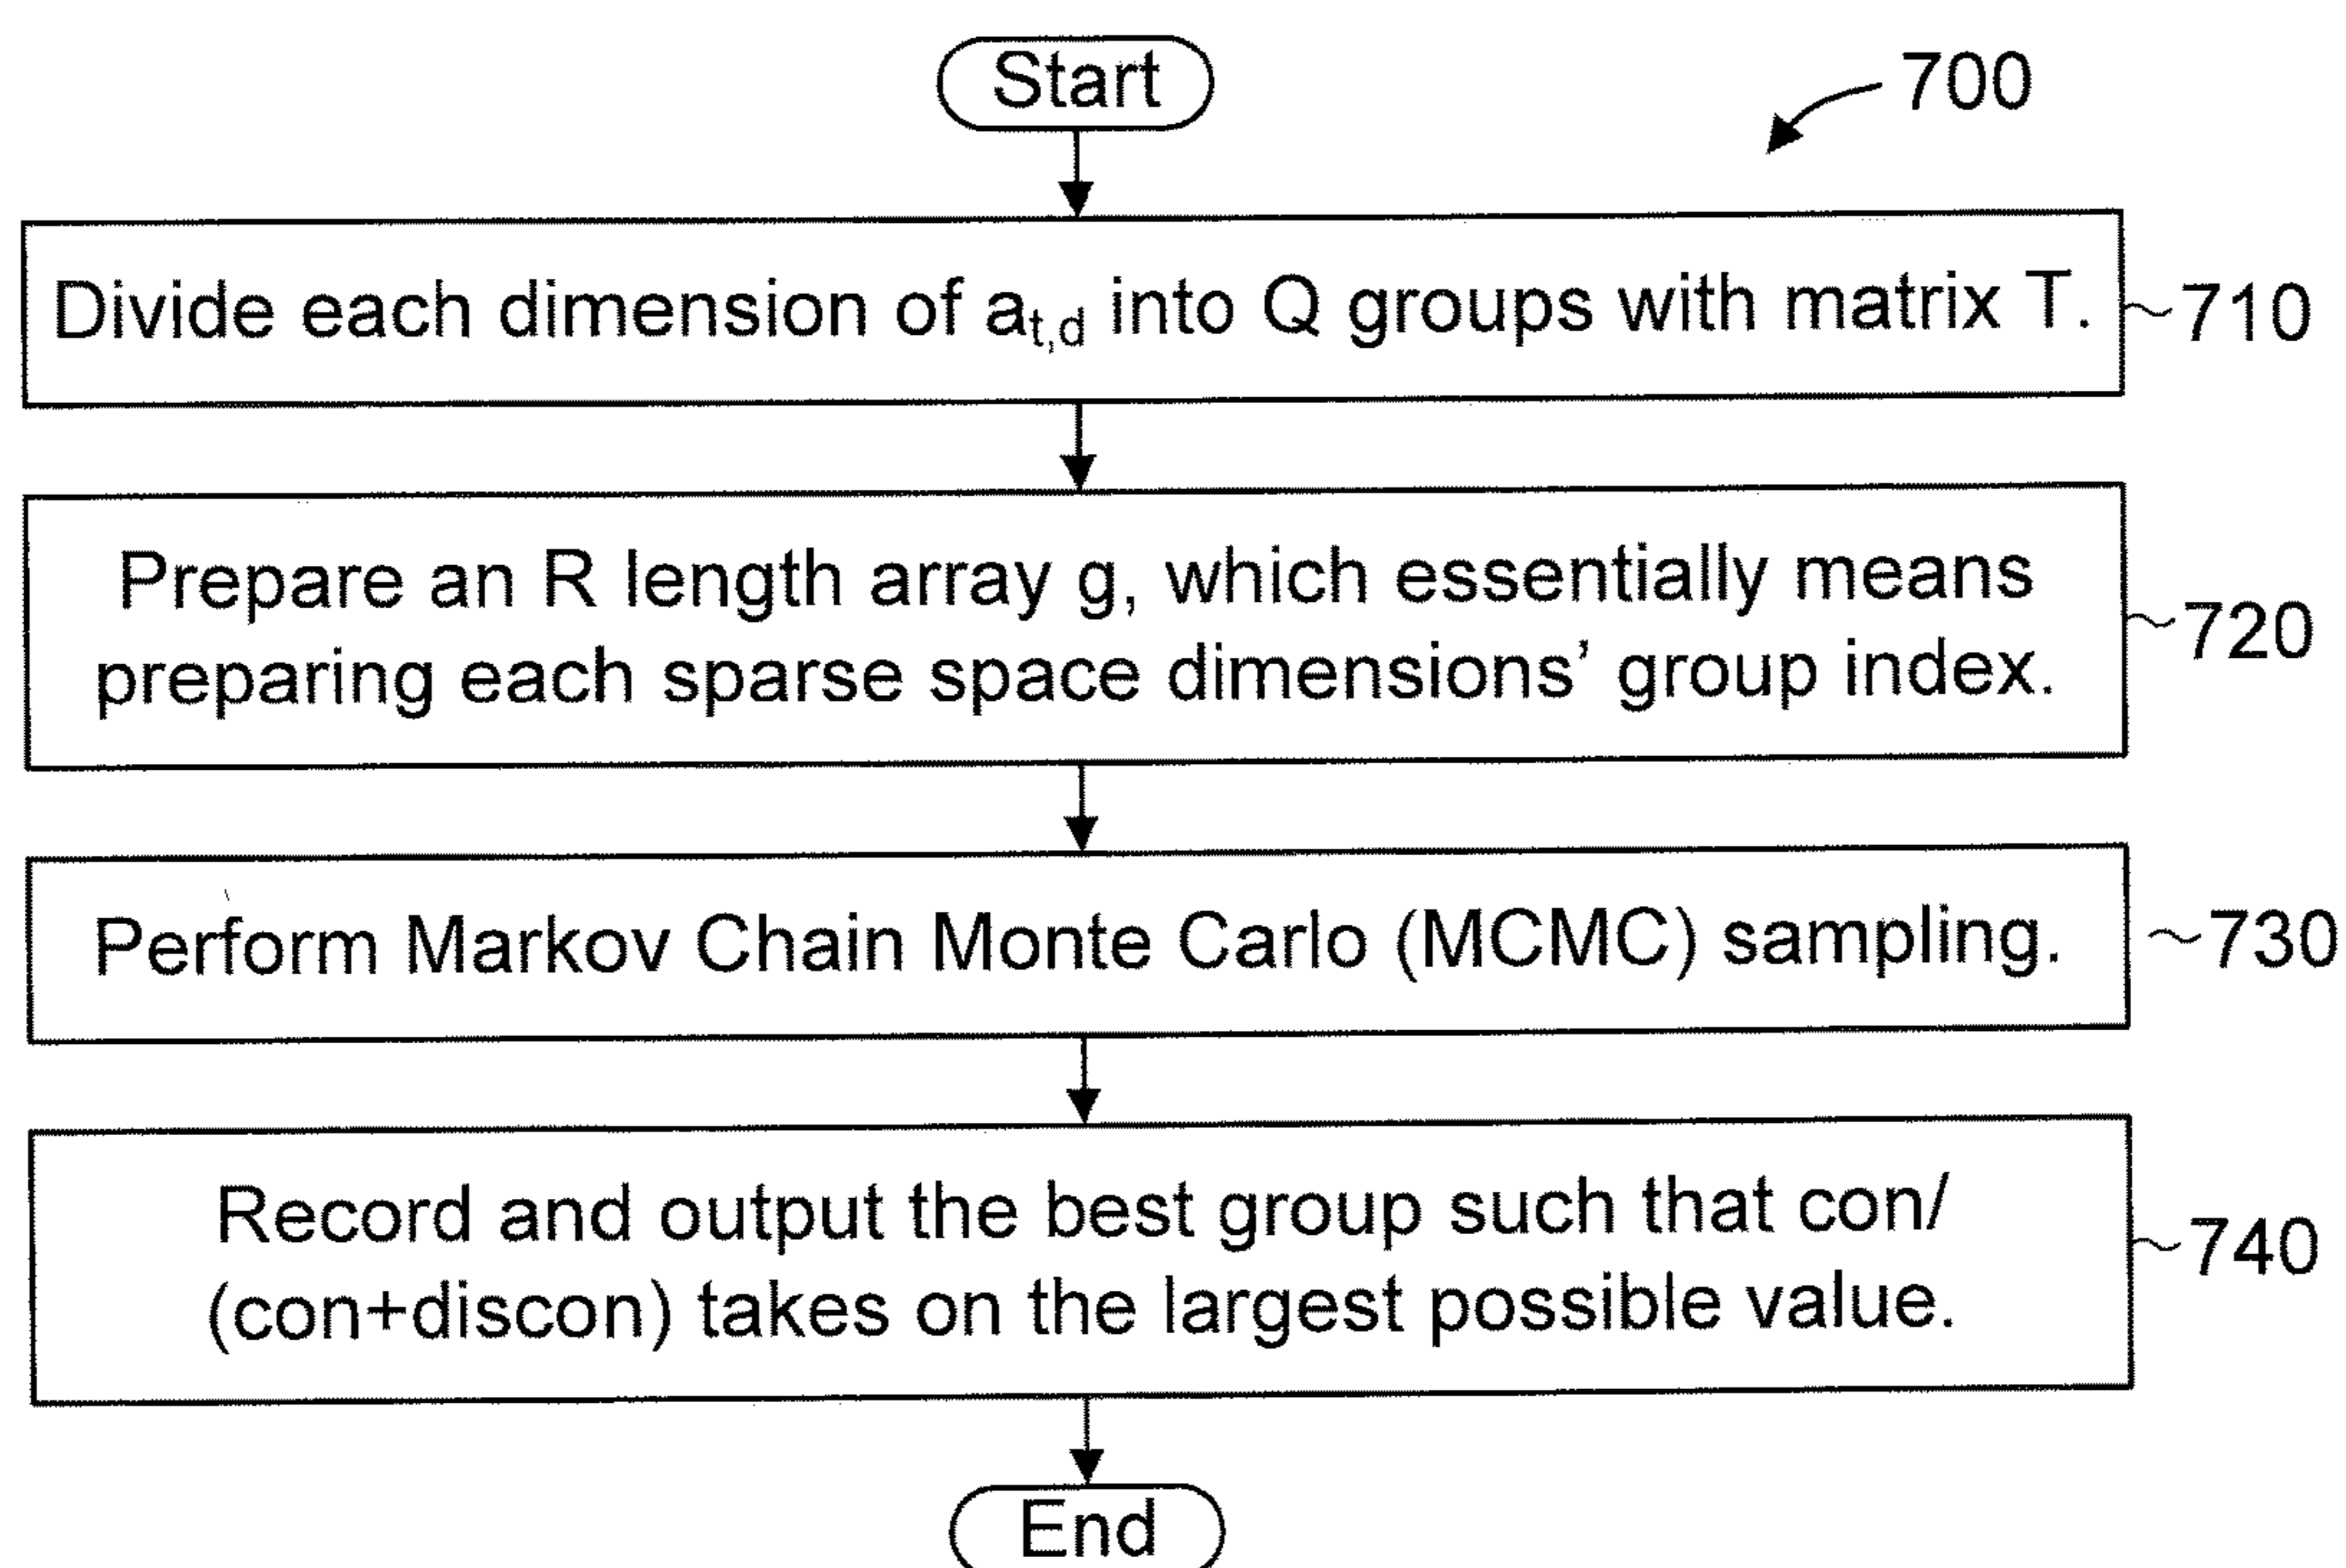 Start
700
Divide each dimension of a_{t,d} into Q groups with matrix T.
710
Prepare an R length array g, which essentially means
preparing each sparse space dimensions’ group index.
720
Perform Markov Chain Monte Carlo (MCMC) sampling.
730
Record and output the best group such that con/
(con+discon) takes on the largest possible value.
740
End